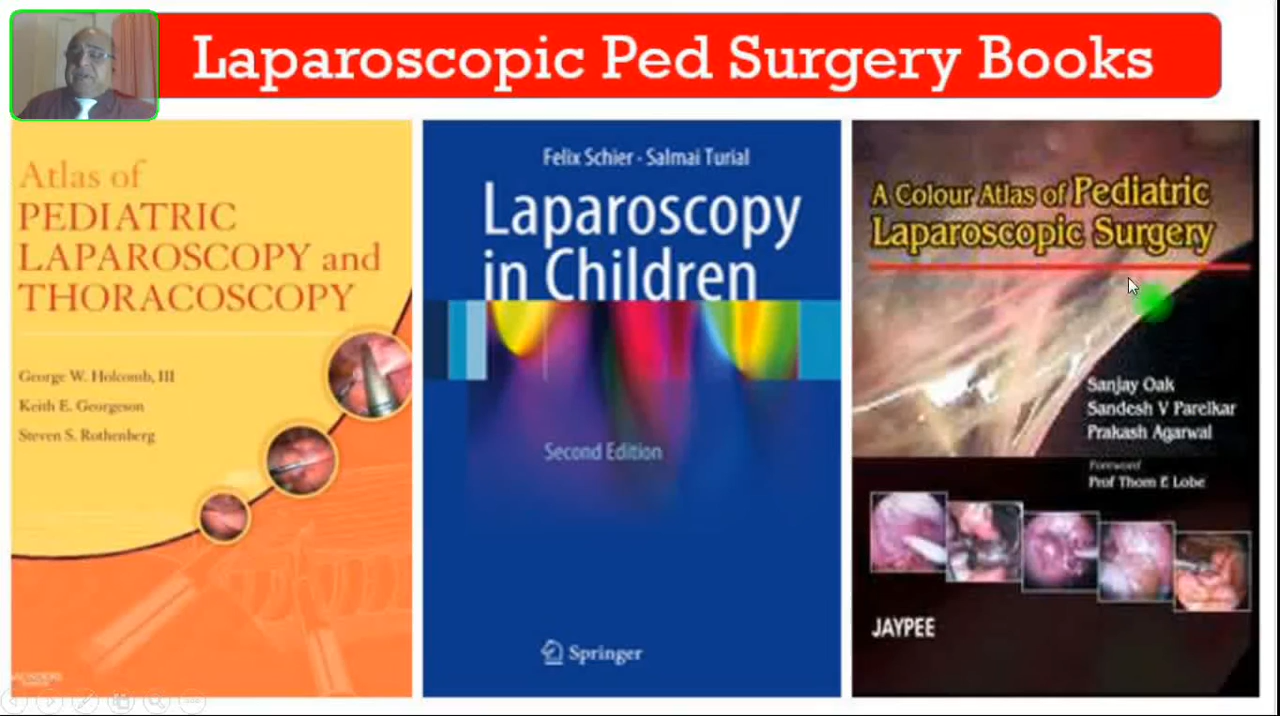 Laparoscopic Ped Surgery Books
Atlas of
PEDIATRIC
LAPAROSCOPY and
THORACOSCOPY
George W. Holcomb, III
Keith E. Georgeson
Steven S. Rothenberg
SAUNDERS
Felix Schier · Salmai Turial
Laparoscopy
in Children
Second Edition
Springer
A Colour Atlas of Pediatric
Laparoscopic Surgery
Sanjay Oak
Sandesh V Parelkar
Prakash Agarwal
Foreword
Prof Thom E Lobe
JAYPEE